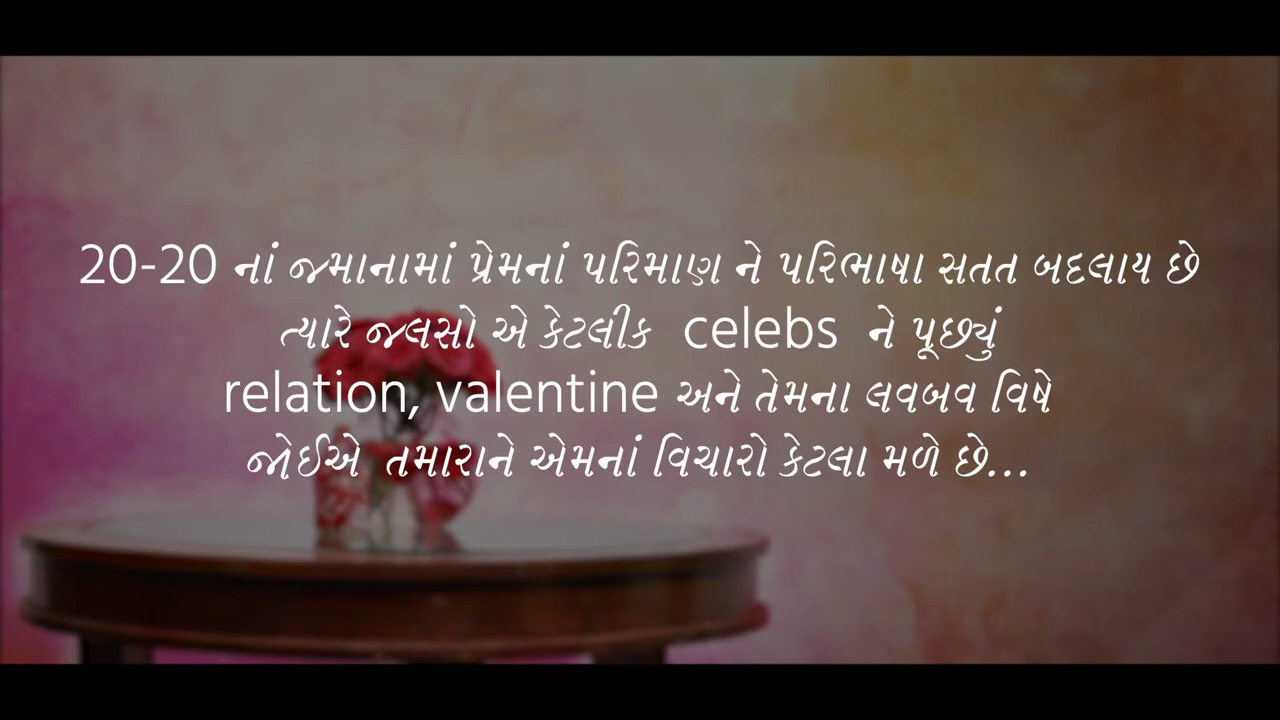 20-20 નાં જમાનામાં પ્રેમનાં પરિમાણ ને પરિભાષા સતત બદલાય છે
ત્યારે જલસો એ કેટલીક celebs ને પૂછ્યું
relation, valentine અને તેમના લવબવ વિષે
જોઈએ તમારાને એમનાં વિચારો કેટલા મળે છે...